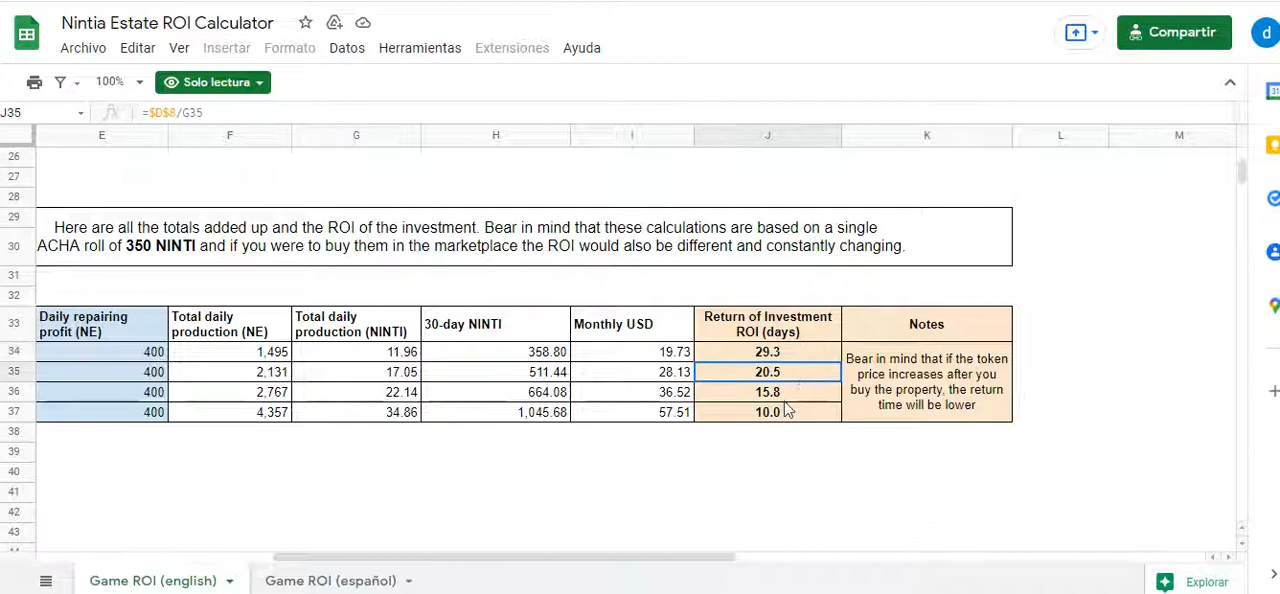 Nintia Estate ROI Calculator
Archivo Editar Ver Insertar Formato Datos Herramientas Extensiones Ayuda
Compartir
d
100% Solo lectura
J35 fx =$D$8/G35
E F G H I J K L M
26
27
28
29 Here are all the totals added up and the ROI of the investment. Bear in mind that these calculations are based on a single
30 ACHA roll of 350 NINTI and if you were to buy them in the marketplace the ROI would also be different and constantly changing.
31
32
33 Daily repairing profit (NE) Total daily production (NE) Total daily production (NINTI) 30-day NINTI Monthly USD Return of Investment ROI (days) Notes
34 400 1,495 11.96 358.80 19.73 29.3
35 400 2,131 17.05 511.44 28.13 20.5
36 400 2,767 22.14 664.08 36.52 15.8
37 400 4,357 34.86 1,045.68 57.51 10.0
Bear in mind that if the token
price increases after you
buy the property, the return
time will be lower
38
39
40
41
42
43
44
Game ROI (english) Game ROI (español) Explorar
31